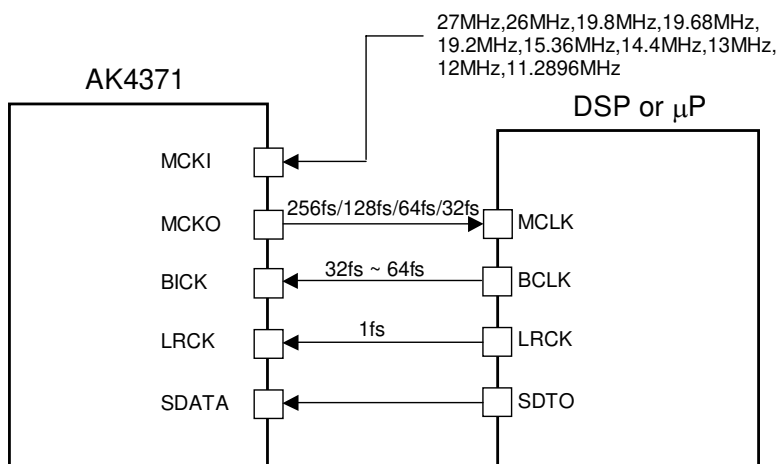 27MHz,26MHz,19.8MHz,19.68MHz,
19.2MHz,15.36MHz,14.4MHz,13MHz,
12MHz,11.2896MHz
AK4371
DSP or μP
MCKI
MCKO
256fs/128fs/64fs/32fs
MCLK
BICK
32fs ~ 64fs
BCLK
LRCK
1fs
LRCK
SDATA
SDTO